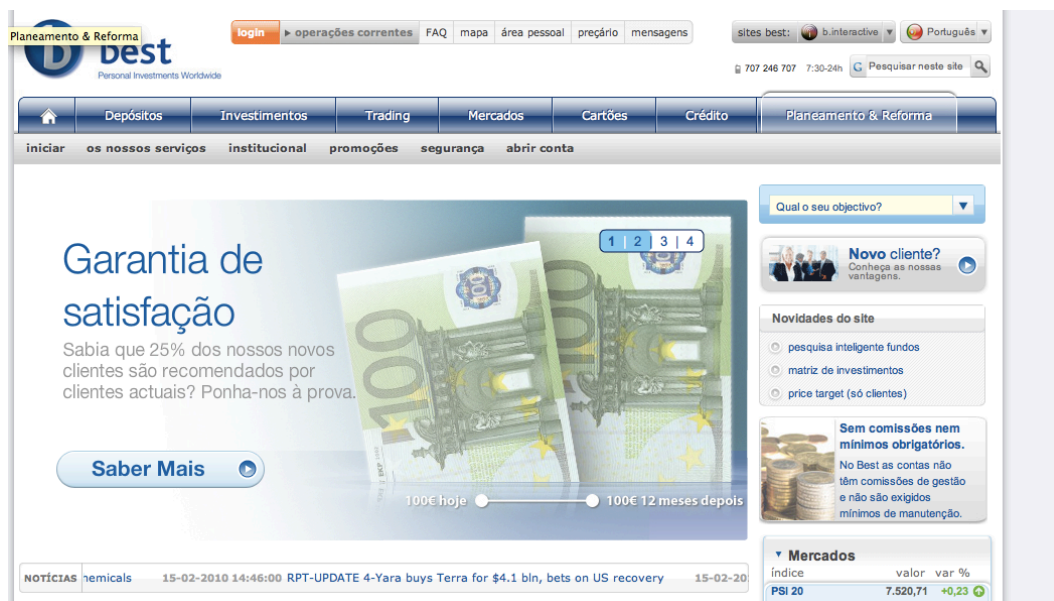 Planeamento & Reforma
best
Personal Investments Worldwide
login
operações correntes
FAQ
mapa
área pessoal
preçário
mensagens
sites best:
b.interactive
Português
707 246 707 7:30-24h
Pesquisar neste site
Depósitos
Investimentos
Trading
Mercados
Cartões
Crédito
Planeamento & Reforma
iniciar
os nossos serviços
institucional
promoções
segurança
abrir conta
Garantia de
satisfação
Sabia que 25% dos nossos novos
clientes são recomendados por
clientes actuais? Ponha-nos à prova.
Saber Mais
1 | 2 | 3 | 4
100
100
100
100€ hoje
100€ 12 meses depois
Qual o seu objectivo?
Novo cliente?
Conheça as nossas
vantagens.
Novidades do site
pesquisa inteligente fundos
matriz de investimentos
price target (só clientes)
Sem comissões nem
mínimos obrigatórios.
No Best as contas não
têm comissões de gestão
e não são exigidos
mínimos de manutenção.
Mercados
índice valor var %
PSI 20 7.520,71 +0,23
NOTÍCIAS hemicals 15-02-2010 14:46:00 RPT-UPDATE 4-Yara buys Terra for $4.1 bln, bets on US recovery 15-02-20